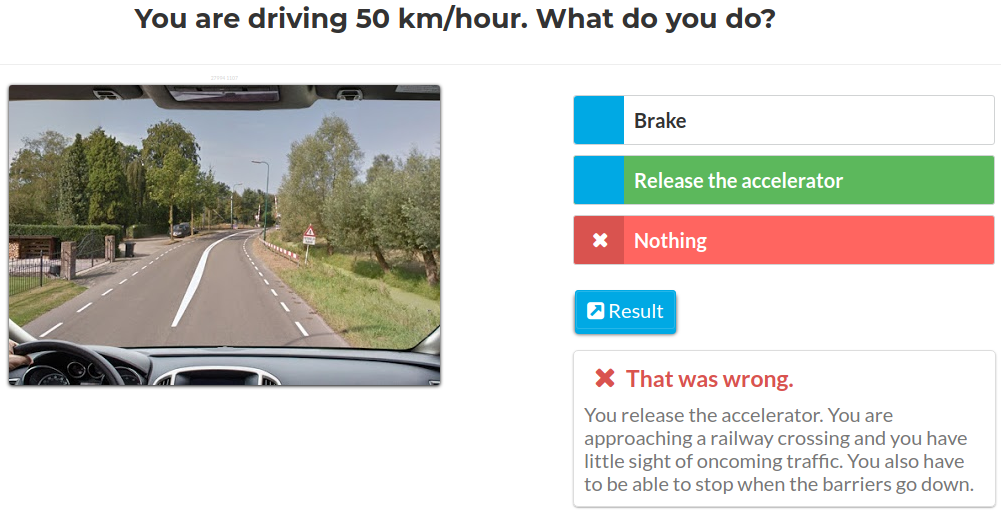 You are driving 50 km/hour. What do you do?
Brake
Release the accelerator
Nothing
Result
That was wrong.
You release the accelerator. You are
approaching a railway crossing and you have
little sight of oncoming traffic. You also have
to be able to stop when the barriers go down.